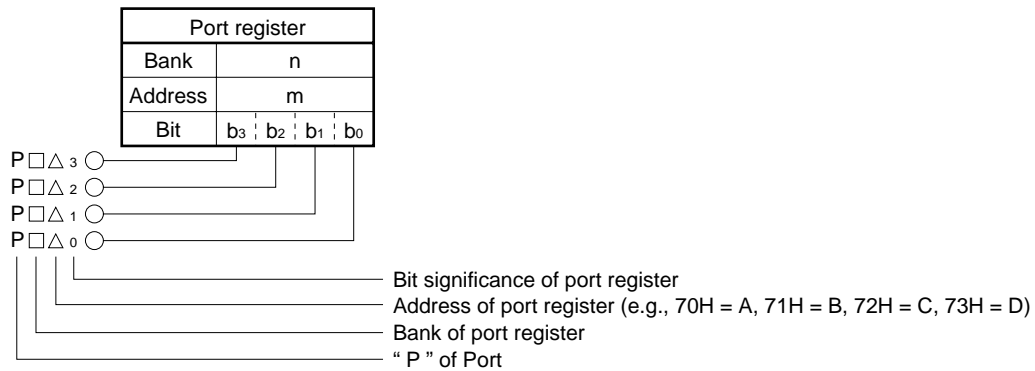 Port register
Bank n
Address m
Bit b3 b2 b1 b0
P□△3○
P□△2○
P□△1○
P□△0○
Bit significance of port register
Address of port register (e.g., 70H = A, 71H = B, 72H = C, 73H = D)
Bank of port register
“ P ” of Port